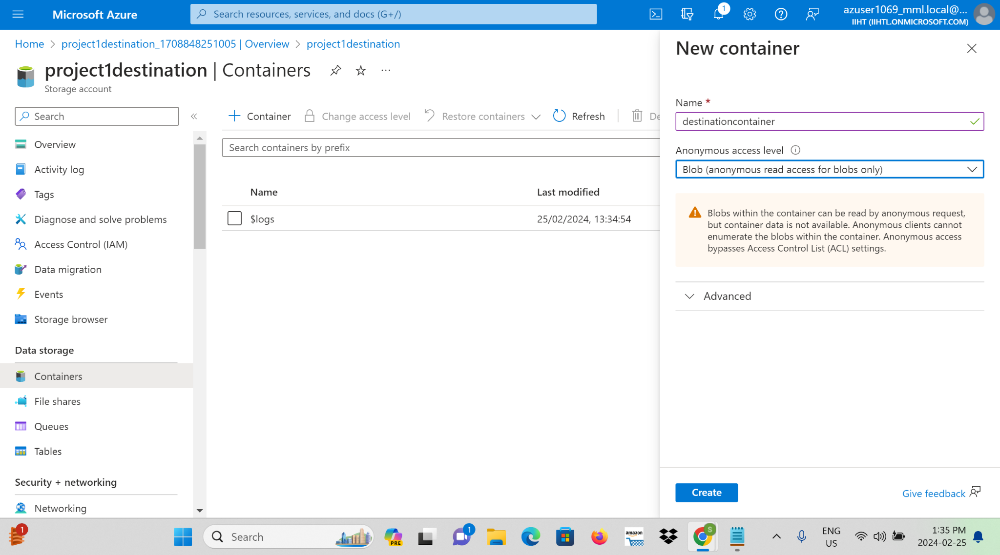 Microsoft Azure
Search resources, services, and docs (G+/)
1
azuser1069_mml.local@...
IIHT (IIHTL.ONMICROSOFT.COM)
Home > project1destination_1708848251005 | Overview > project1destination
project1destination | Containers
Storage account
Search
Overview
Activity log
Tags
Diagnose and solve problems
Access Control (IAM)
Data migration
Events
Storage browser
Data storage
Containers
File shares
Queues
Tables
Security + networking
Networking
Container
Change access level
Restore containers
Refresh
De
Search containers by prefix
Name Last modified
$logs 25/02/2024, 13:34:54
New container
Name *
destinationcontainer
Anonymous access level
Blob (anonymous read access for blobs only)
Blobs within the container can be read by anonymous request,
but container data is not available. Anonymous clients cannot
enumerate the blobs within the container. Anonymous access
bypasses Access Control List (ACL) settings.
Advanced
Create
Give feedback
1
Search
PRE
1
amazon
S
ENG
US
1:35 PM
2024-02-25